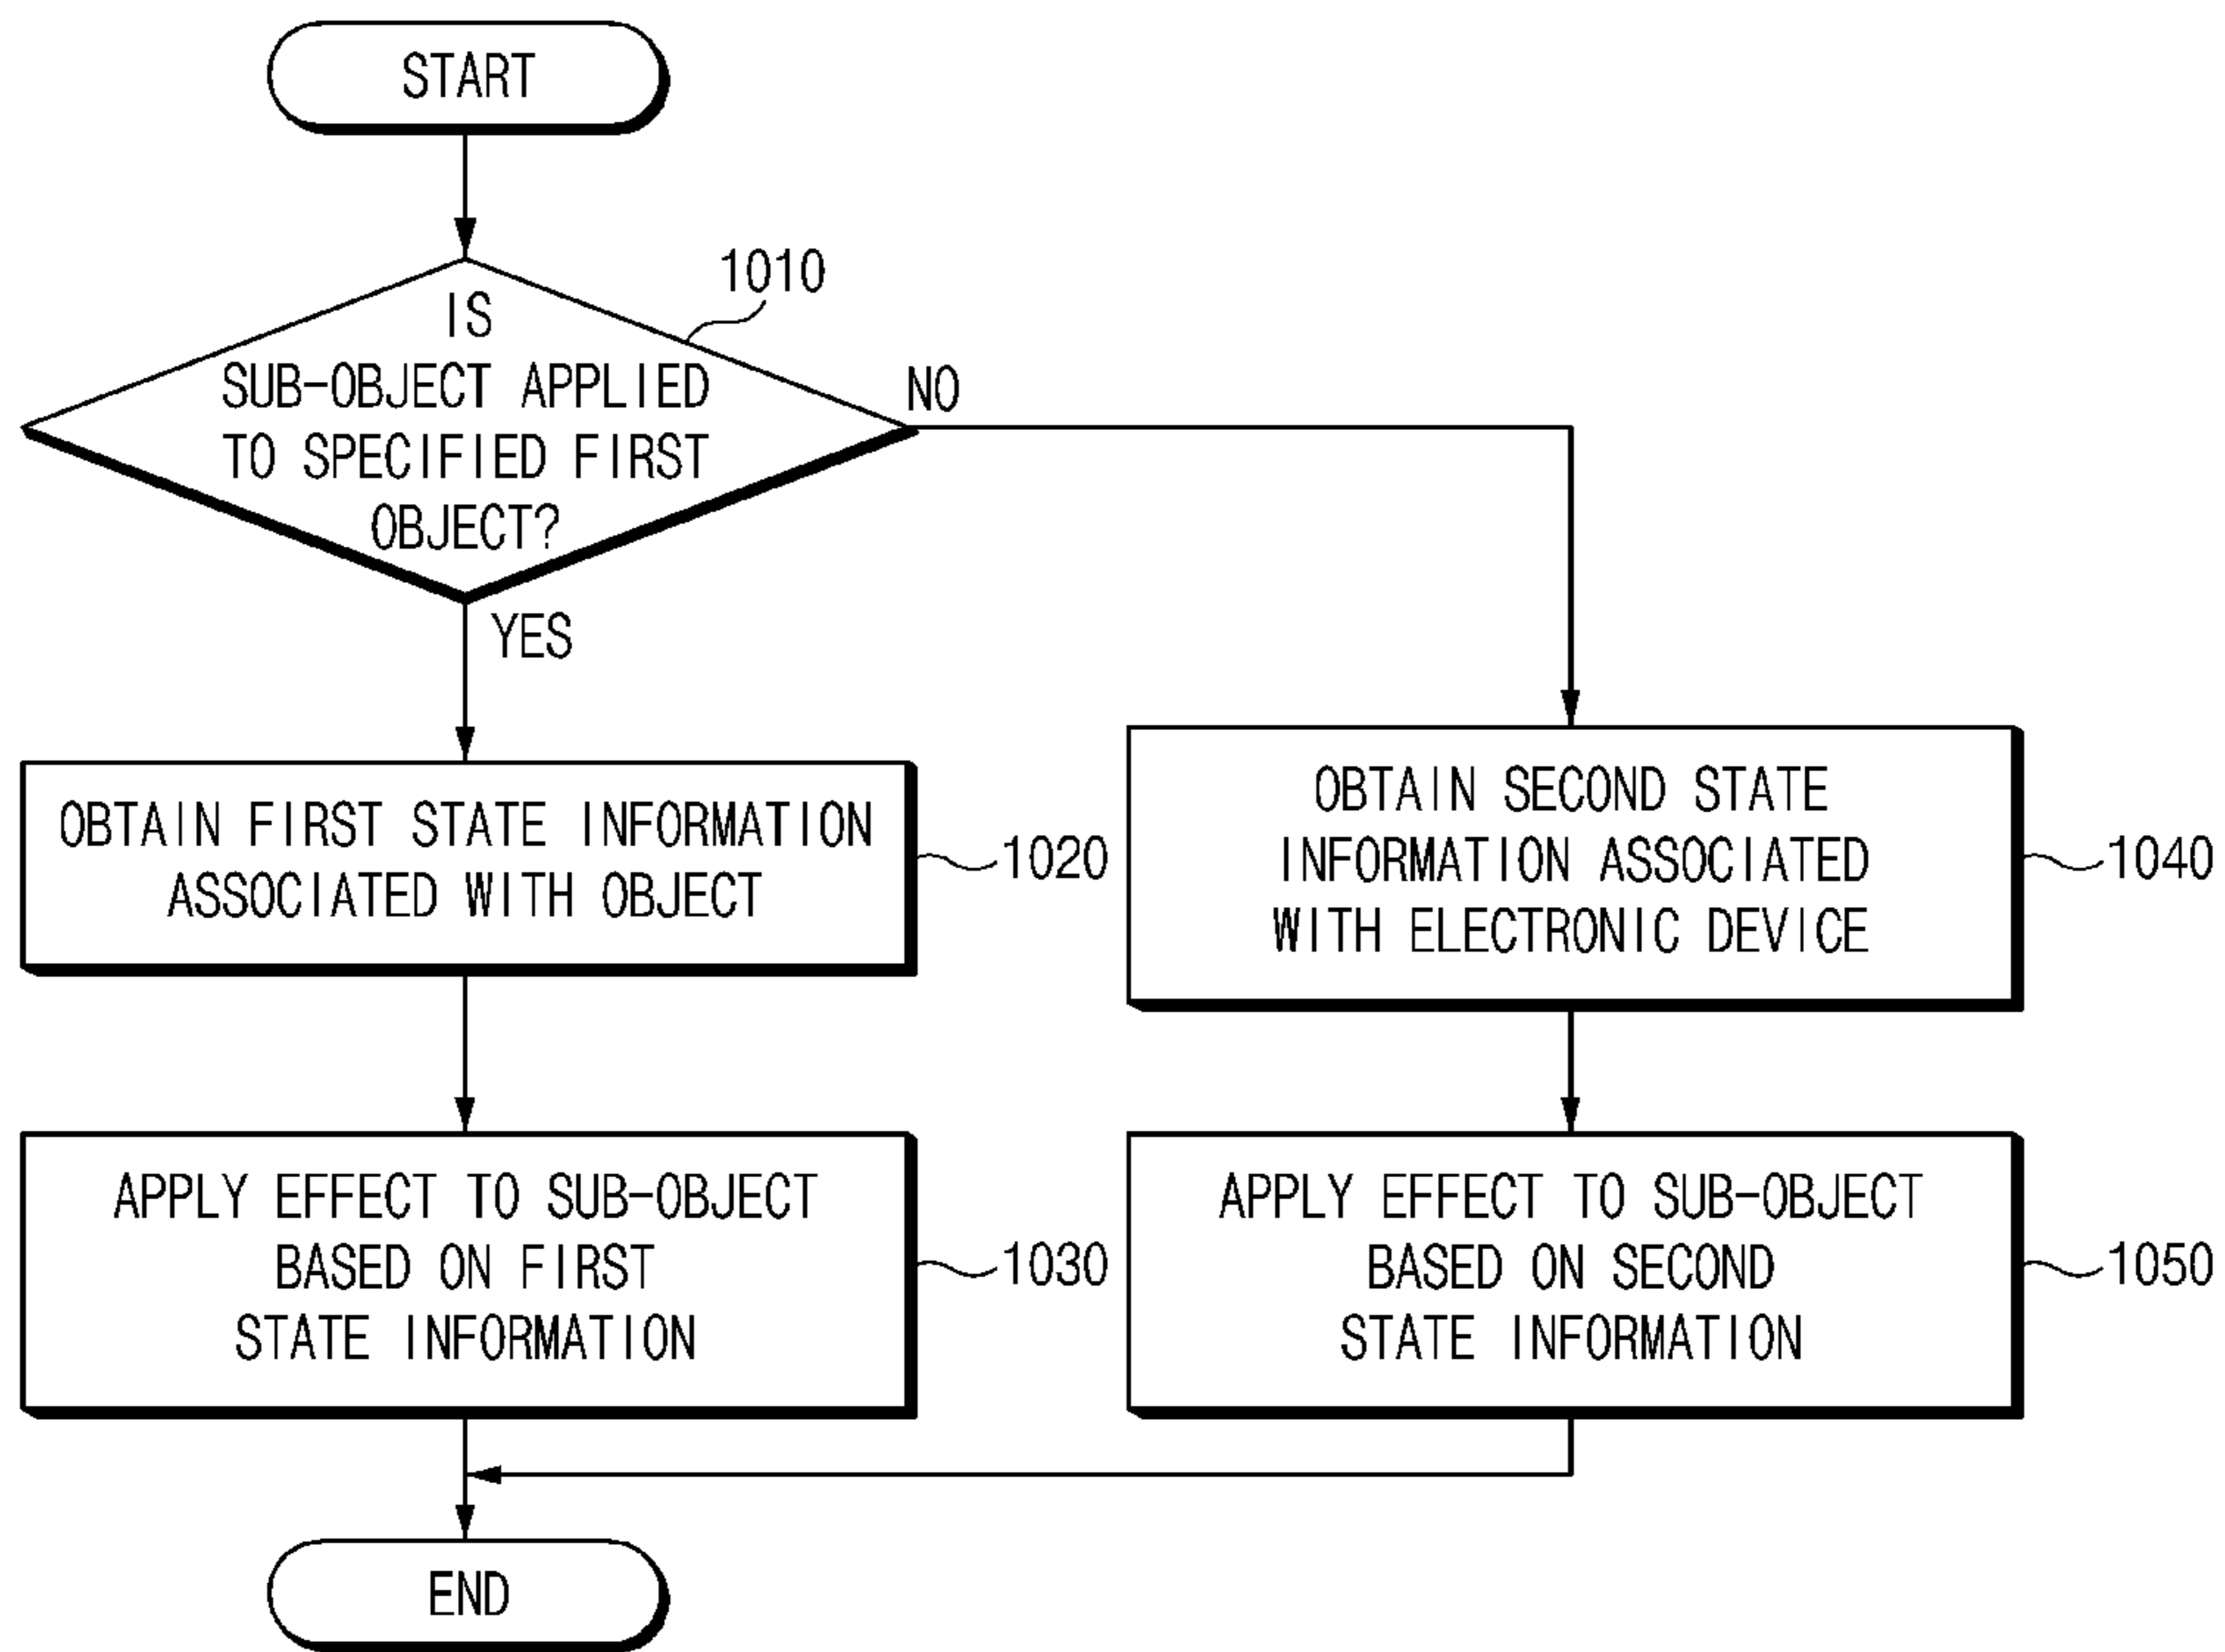 START
1010
IS
SUB-OBJECT APPLIED
TO SPECIFIED FIRST
OBJECT?
NO
YES
OBTAIN FIRST STATE INFORMATION
ASSOCIATED WITH OBJECT
1020
OBTAIN SECOND STATE
INFORMATION ASSOCIATED
WITH ELECTRONIC DEVICE
1040
APPLY EFFECT TO SUB-OBJECT
BASED ON FIRST
STATE INFORMATION
1030
APPLY EFFECT TO SUB-OBJECT
BASED ON SECOND
STATE INFORMATION
1050
END